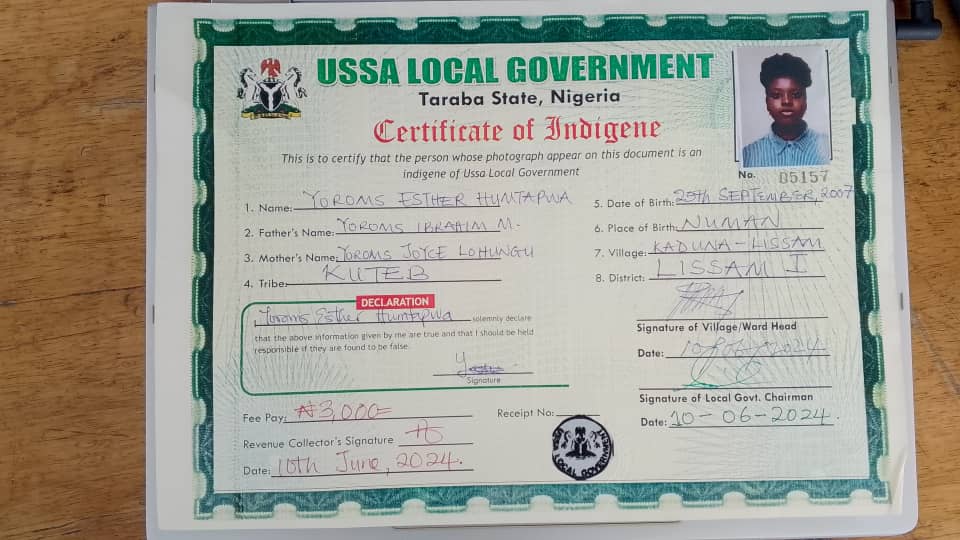 USSA LOCAL GOVERNMENT
Taraba State, Nigeria
Certificate of Indigene
This is to certify that the person whose photograph appear on this document is an
indigene of Ussa Local Government
No. 05157
1. Name: YOROMS ESTHER HUMTAPWA
2. Father's Name: YOROMS IBRAHIM M.
3. Mother's Name: YOROMS JOYCE LOHUNGU
4. Tribe: KUTEB
5. Date of Birth: 25th SEPTEMBER, 2007
6. Place of Birth: NUMAN
7. Village: KADUNA - LISSAM
8. District: LISSAM I
DECLARATION
Yoroms Esther Humtapwa solemnly declare
that the above information given by me are true and that I should be held
responsible if they are found to be false.
Signature
Signature of Village/Ward Head
Date: 2024
Signature of Local Govt. Chairman
Date: 10-06-2024.
Fee Pay: ₦3,000=
Receipt No:
Revenue Collector's Signature
Date: 10th June, 2024.
LOCAL GOVERNMENT